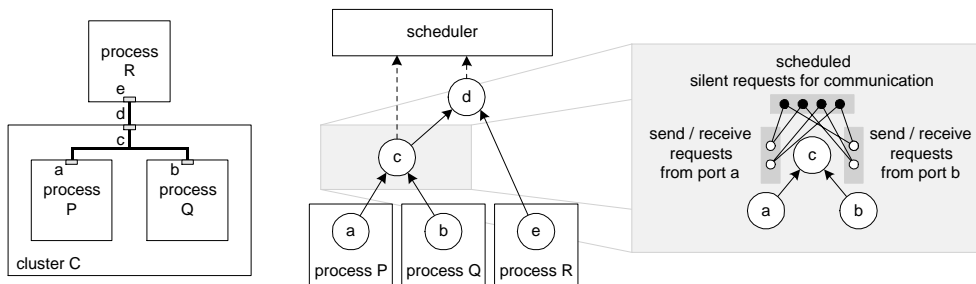 process
R
e
d
c
a
process
P
b
process
Q
cluster C
scheduler
d
c
a
b
e
process P
process Q
process R
scheduled
silent requests for communication
send / receive
requests
from port a
c
send / receive
requests
from port b
a
b